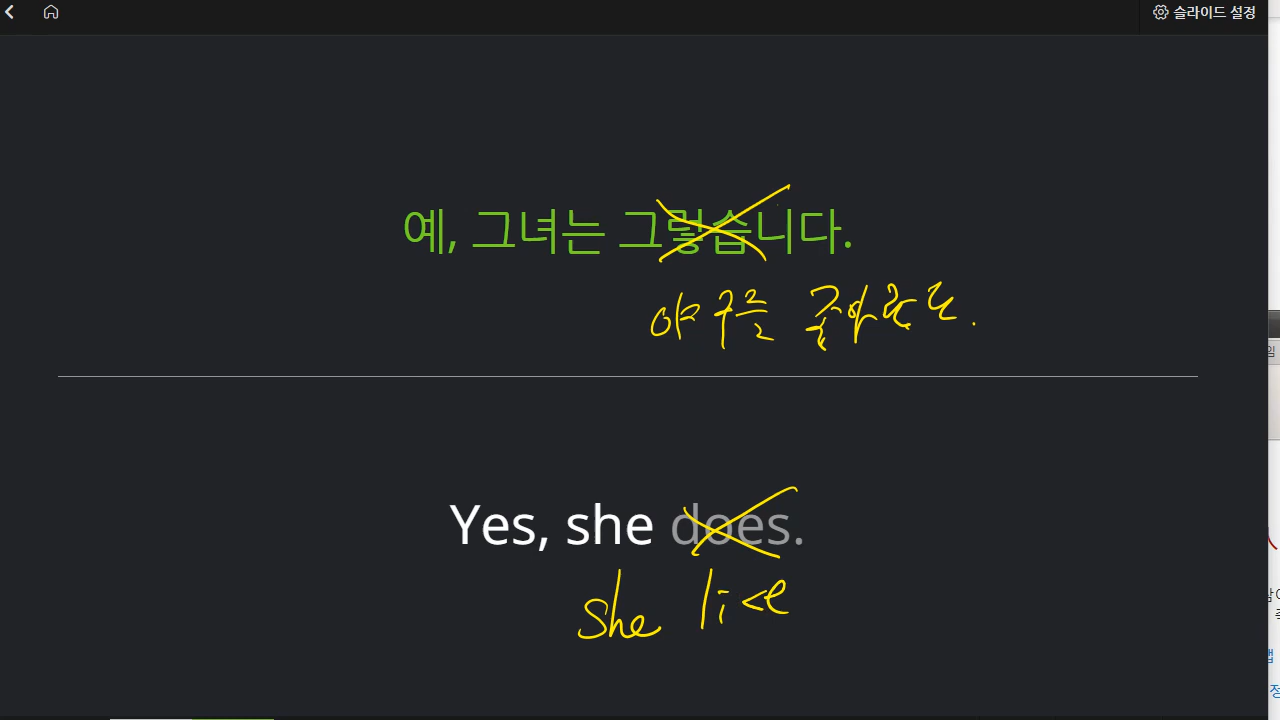 슬라이드 설정
예, 그녀는 그렇습니다.
야구를 좋아한다.
Yes, she does.
she like